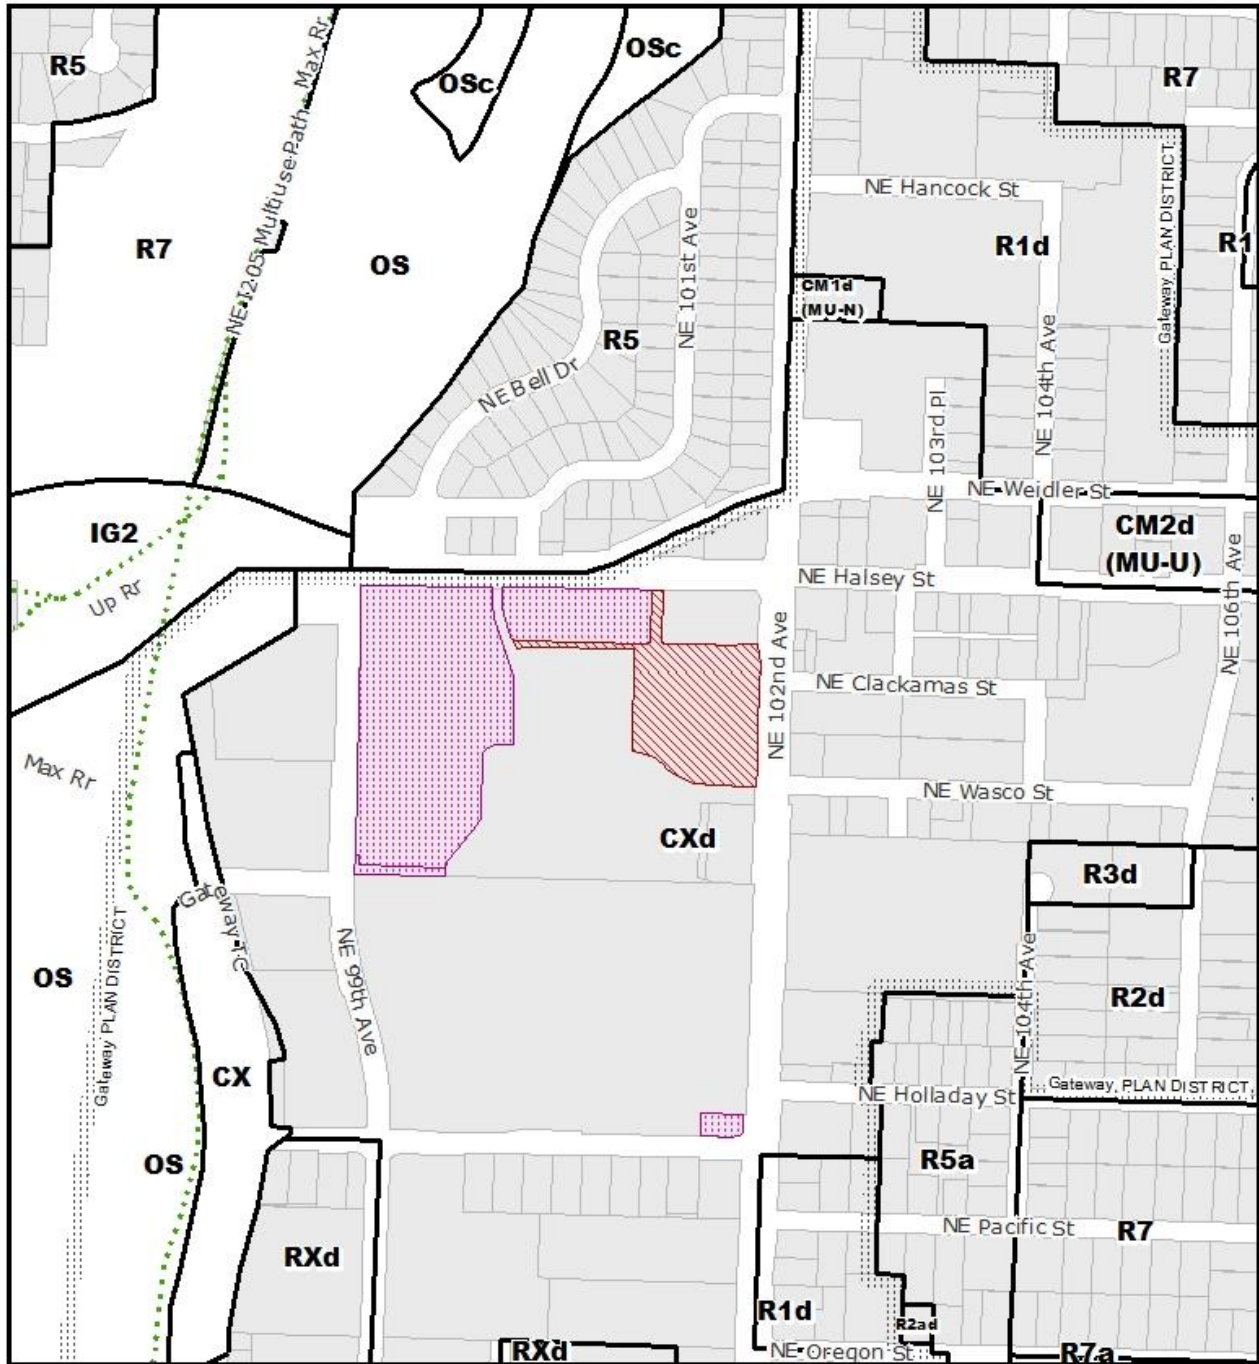 R5
NE I205 Multiuse Path
Max Rr
OSc
OSc
R7
NE Hancock St
Gateway PLAN DISTRICT
R7
OS
NE 101st Ave
R1d
R1
CM1d
(MU-N)
R5
NE Bell Dr
NE 104th Ave
NE 103rd Pl
NE Weidler St
IG2
CM2d
(MU-U)
Up Rr
NE Halsey St
NE 106th Ave
NE 102nd Ave
NE Clackamas St
Max Rr
NE Wasco St
CXd
R3d
Gateway TC
OS
Gateway PLAN DISTRICT
NE 99th Ave
NE 104th Ave
R2d
CX
NE Holladay St
Gateway PLAN DISTRICT
OS
R5a
NE Pacific St
R7
RXd
R1d
R2ad
RXd
NE Oregon St
R7a